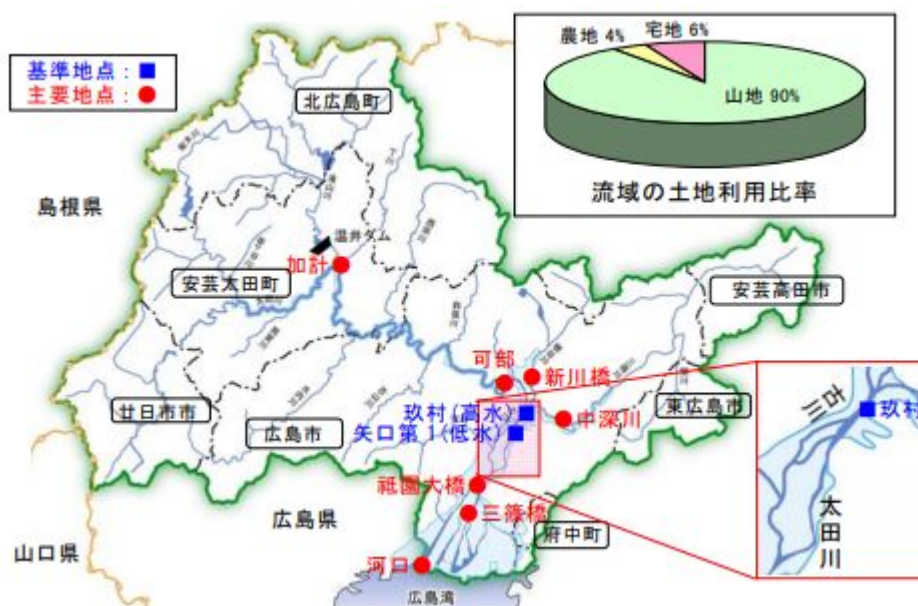 基準地点：■
主要地点：●
農地 4%
宅地 6%
山地 90%
流域の土地利用比率
北広島町
島根県
温井ダム
加計
安芸太田町
安芸高田市
可部
新川橋
廿日市市
広島市
玖村(高水)
矢口第1(低水)
中深川
東広島市
古川
玖村
太田川
祇園大橋
三篠橋
広島県
府中町
山口県
河口
広島湾